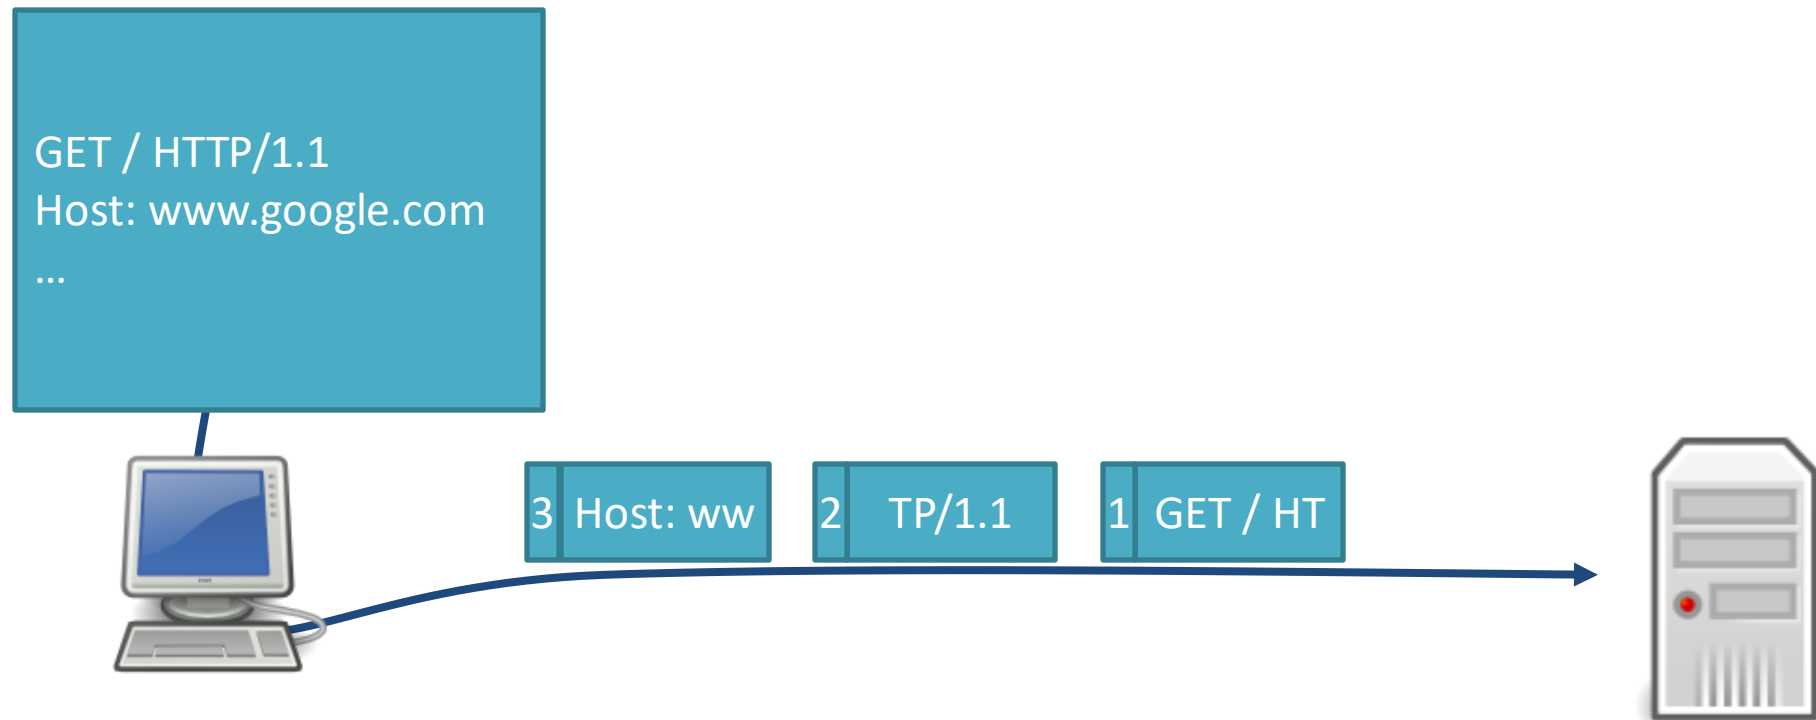 GET / HTTP/1.1
Host: www.google.com
…
3 Host: ww 2 TP/1.1 1 GET / HT